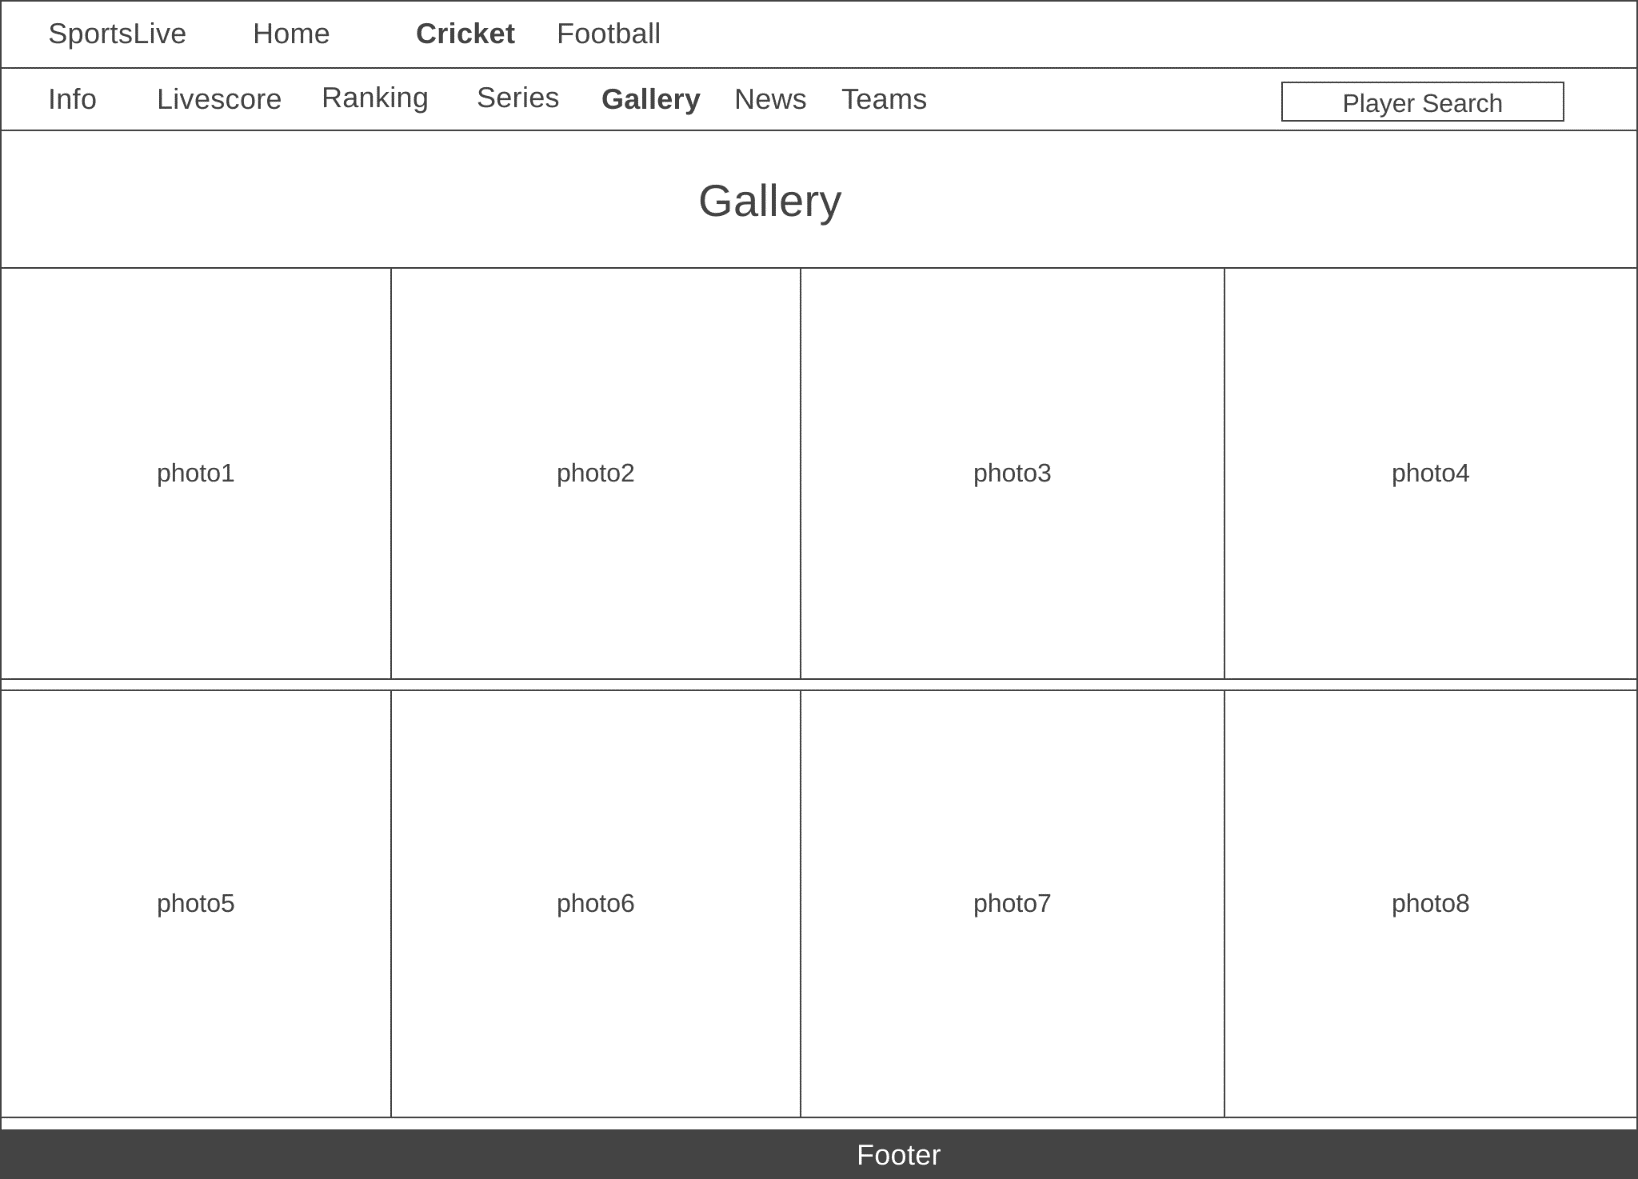 SportsLive Home Cricket Football
Info Livescore Ranking Series Gallery News Teams Player Search
Gallery
photo1 photo2 photo3 photo4
photo5 photo6 photo7 photo8
Footer